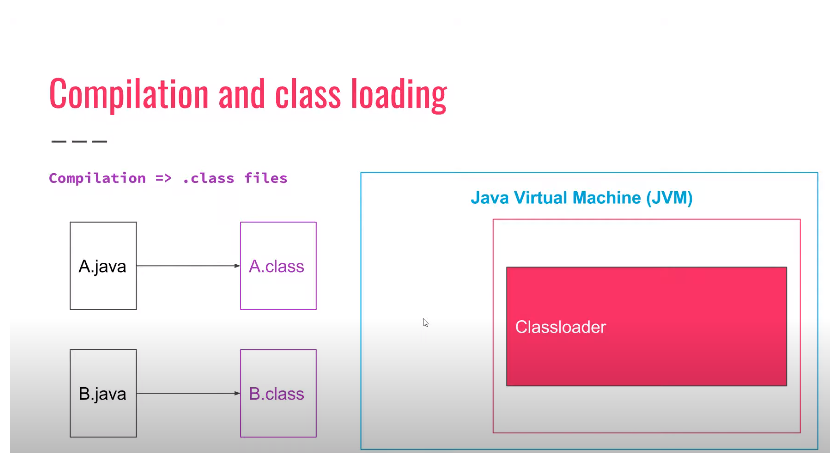 Compilation and class loading
Compilation => .class files
Java Virtual Machine (JVM)
A.java
A.class
Classloader
B.java
B.class